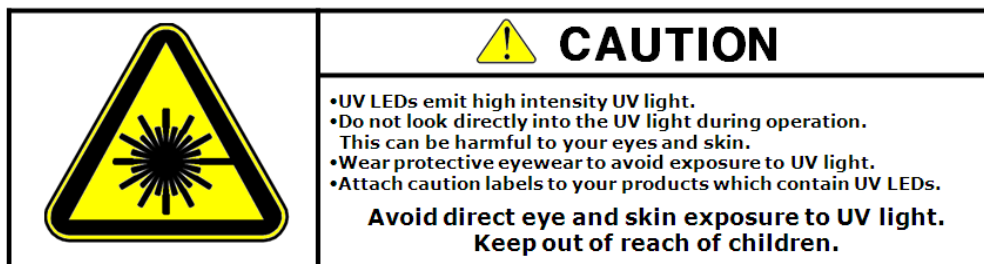 ! CAUTION
•UV LEDs emit high intensity UV light.
•Do not look directly into the UV light during operation.
This can be harmful to your eyes and skin.
•Wear protective eyewear to avoid exposure to UV light.
•Attach caution labels to your products which contain UV LEDs.
Avoid direct eye and skin exposure to UV light.
Keep out of reach of children.